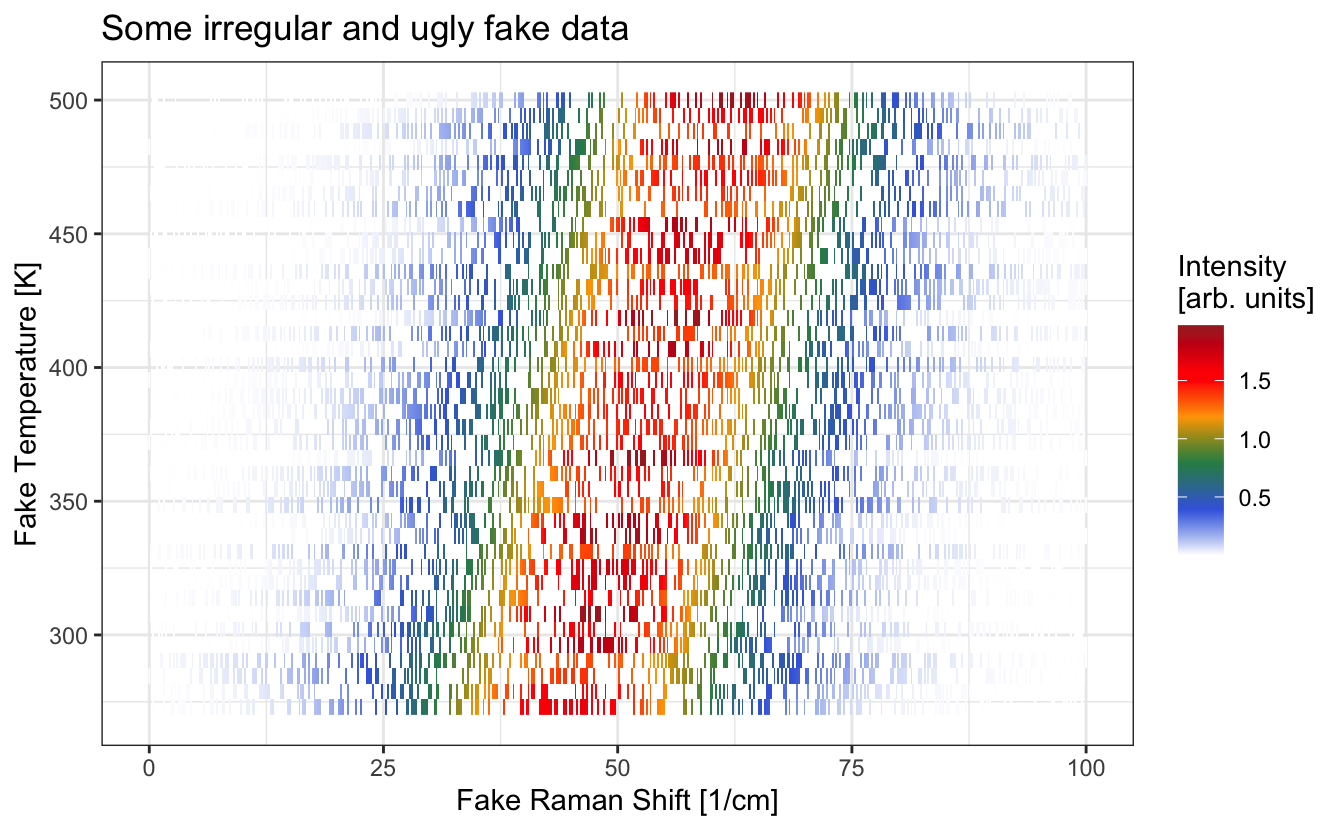 Some irregular and ugly fake data
500
450
400
350
300
Fake Temperature [K]
0
25
50
75
100
Fake Raman Shift [1/cm]
Intensity
[arb. units]
1.5
1.0
0.5